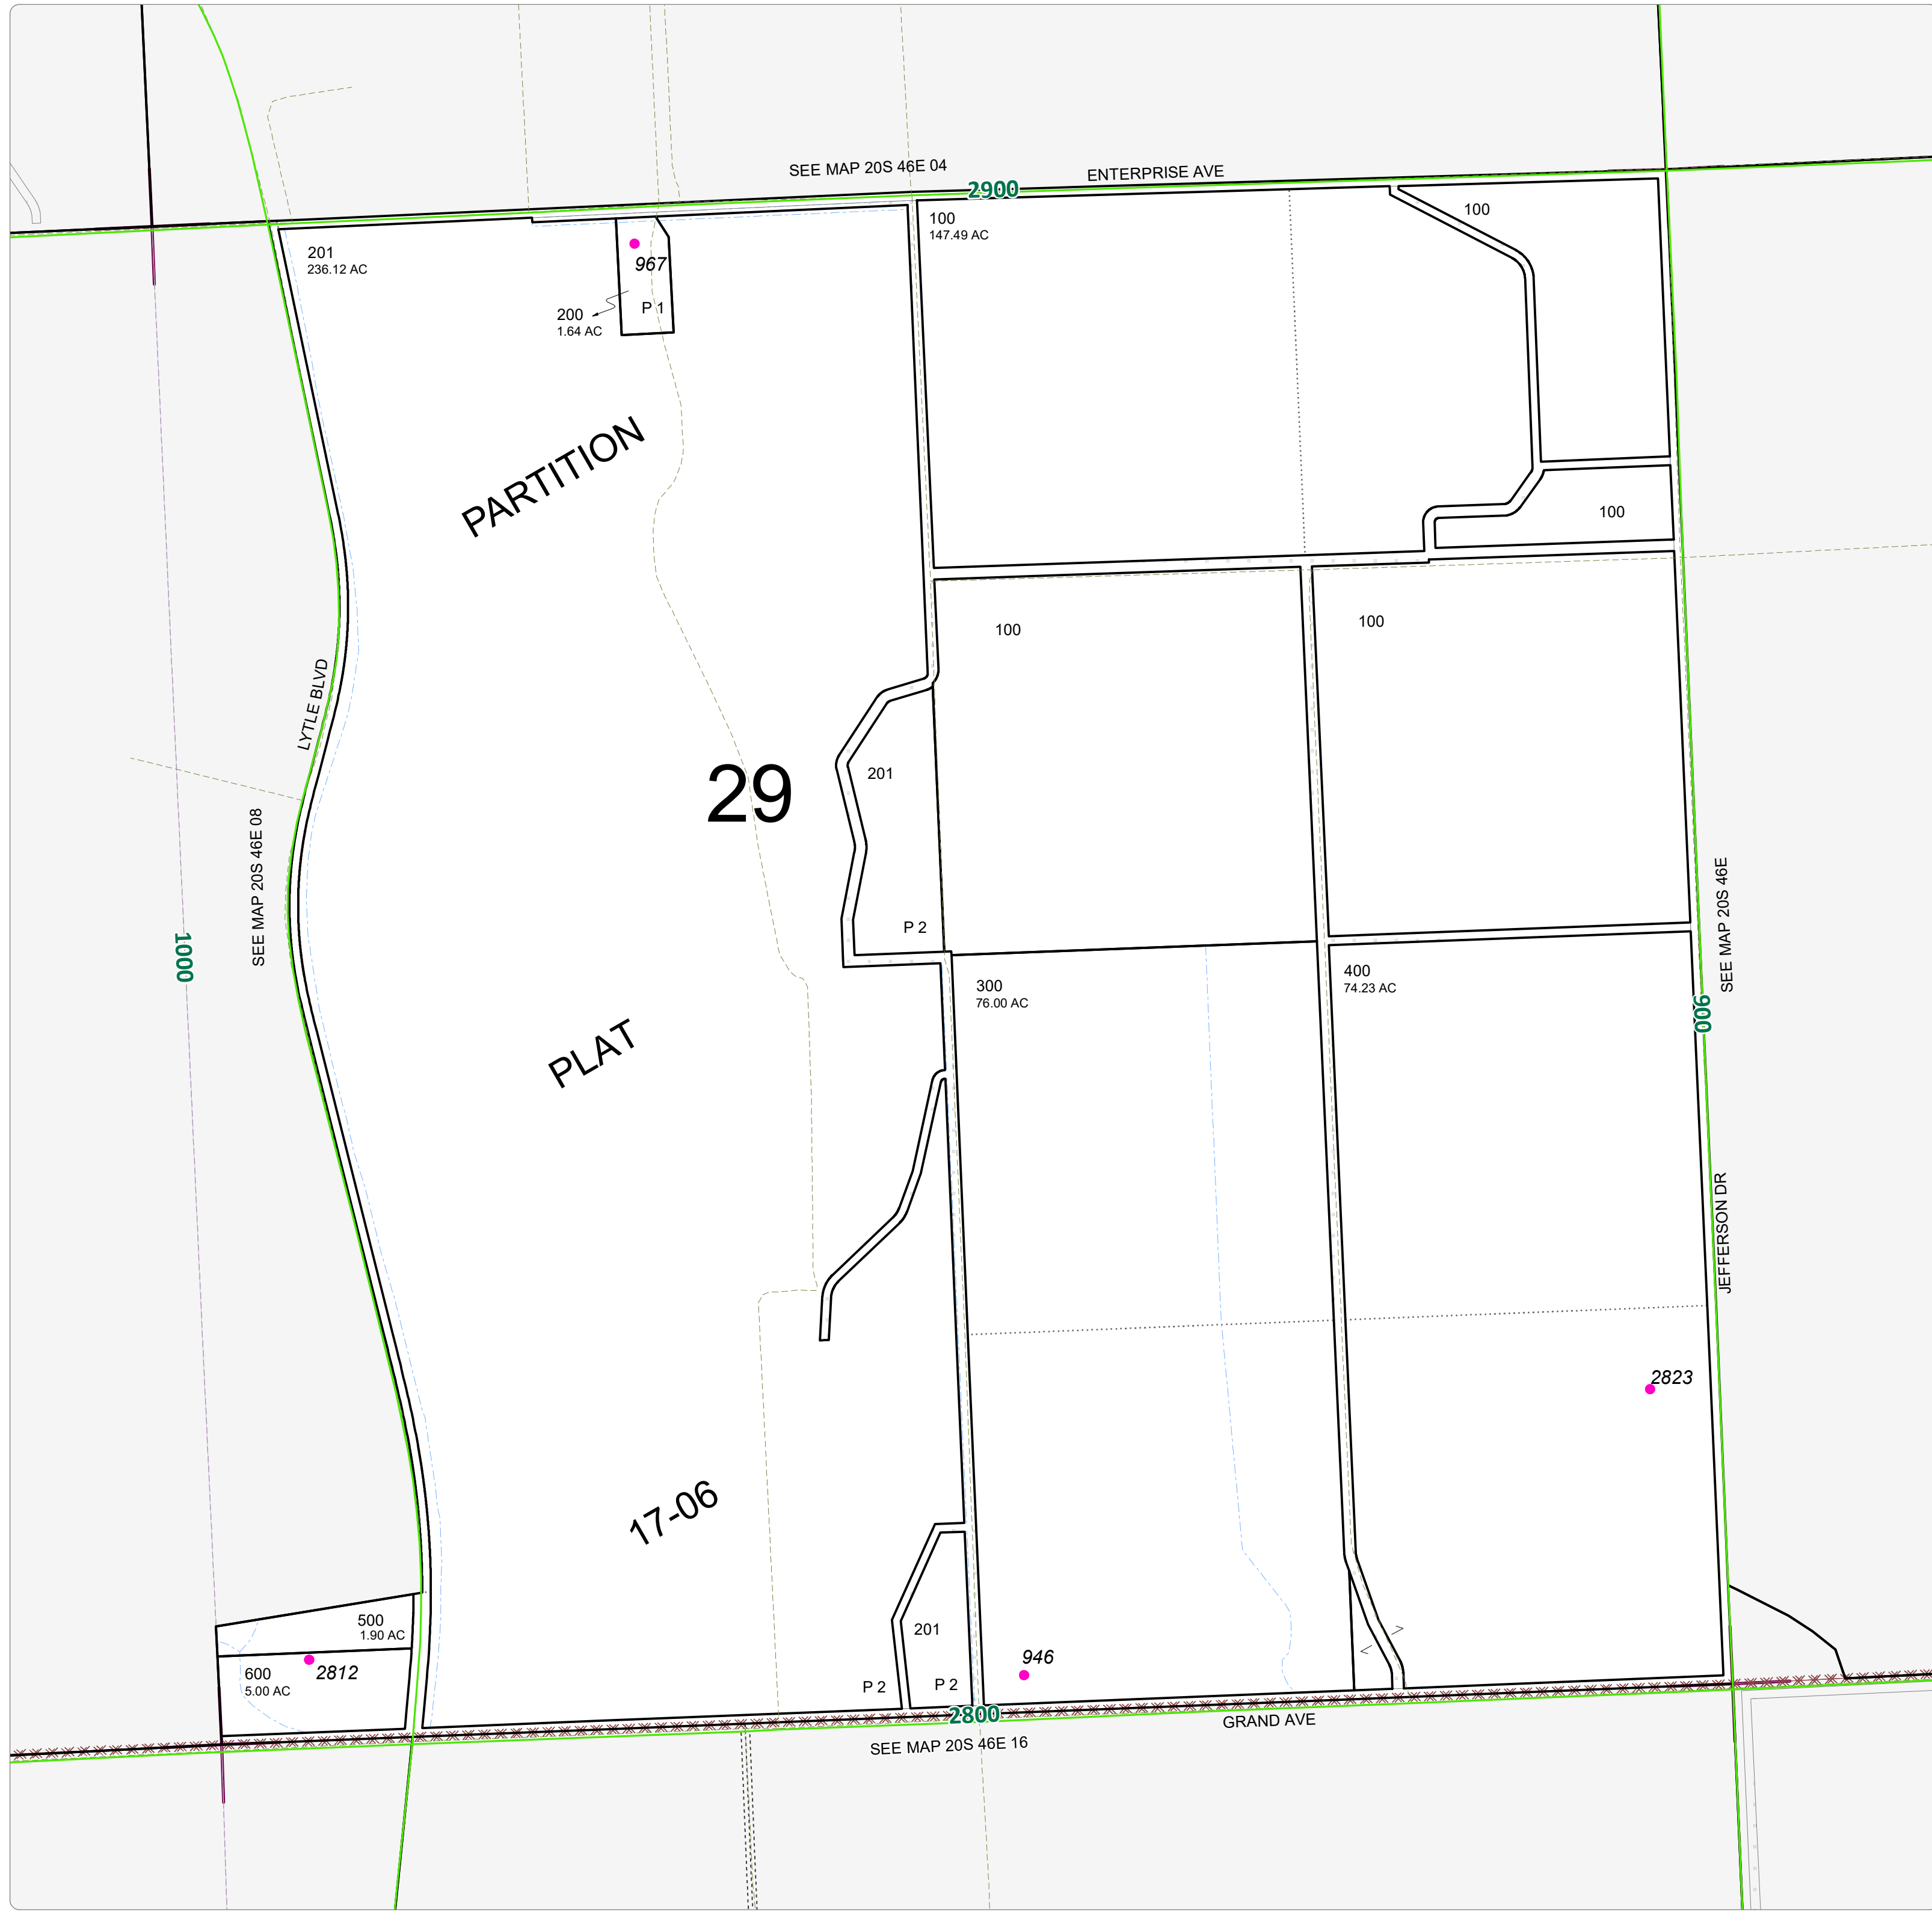 SEE MAP 20S 46E 04
ENTERPRISE AVE
2900
100
147.49 AC
100
201
236.12 AC
967
P 1
200
1.64 AC
PARTITION
100
100
100
LYTLE BLVD
29
201
SEE MAP 20S 46E 08
SEE MAP 20S 46E
P 2
1000
300
76.00 AC
400
74.23 AC
900
PLAT
JEFFERSON DR
2823
17-06
500
1.90 AC
201
946
600
5.00 AC
2812
P 2
P 2
2800
GRAND AVE
SEE MAP 20S 46E 16